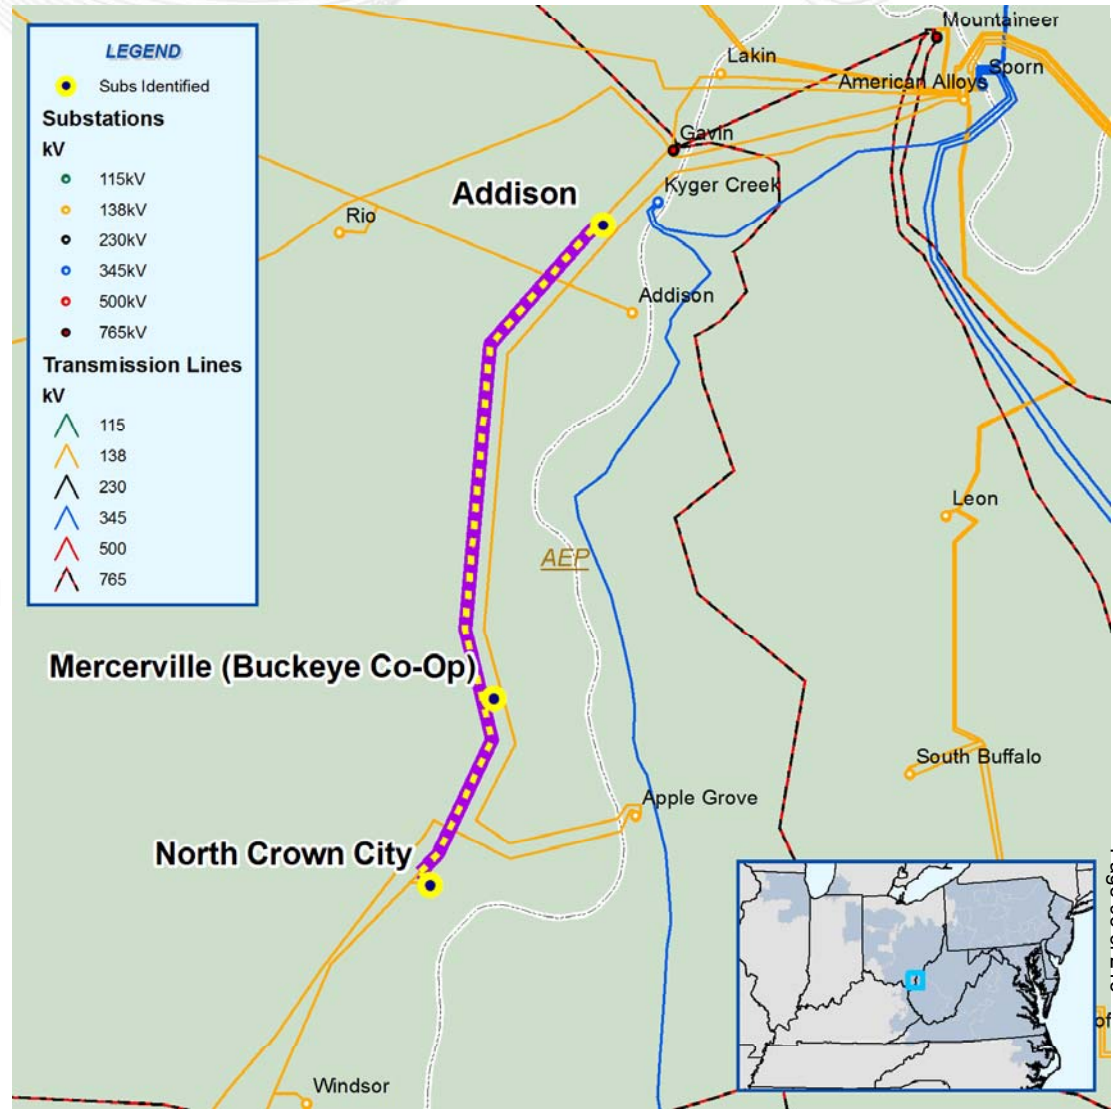 LEGEND
Subs Identified
Substations
kV
115kV
138kV
230kV
345kV
500kV
765kV
Transmission Lines
kV
115
138
230
345
500
765
Mountaineer
Lakin
Sporn
American Alloys
Gavin
Kyger Creek
Addison
Rio
Addison
Leon
AEP
Mercerville (Buckeye Co-Op)
South Buffalo
Apple Grove
North Crown City
Windsor
of